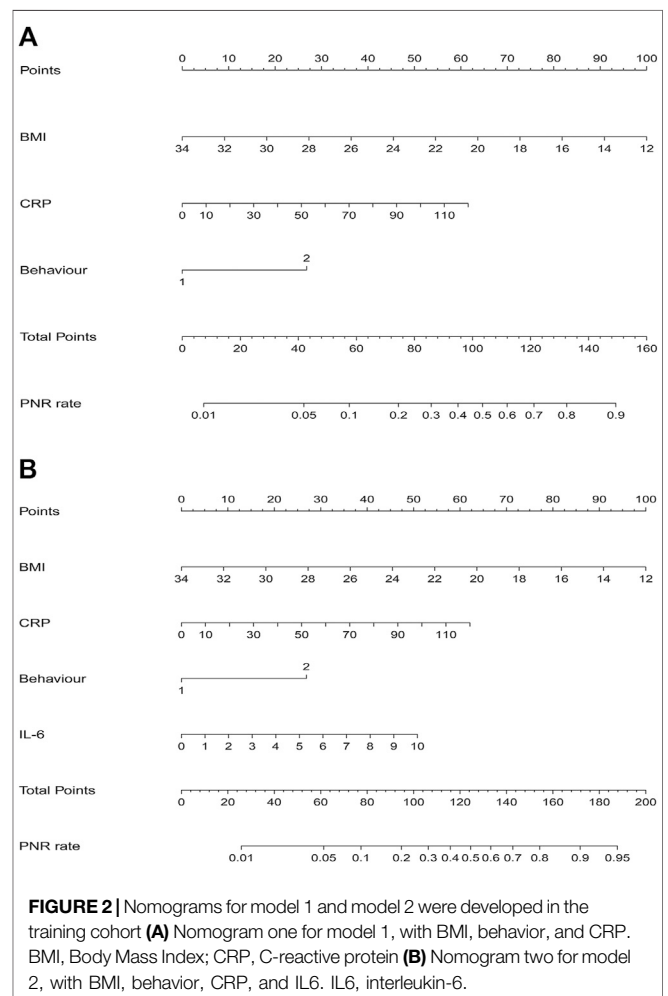 A
0 10 20 30 40 50 60 70 80 90 100
Points
BMI
34 32 30 28 26 24 22 20 18 16 14 12
CRP
0 10 30 50 70 90 110
2
Behaviour
1
Total Points
0 20 40 60 80 100 120 140 160
PNR rate
0.01 0.05 0.1 0.2 0.3 0.4 0.5 0.6 0.7 0.8 0.9
B
0 10 20 30 40 50 60 70 80 90 100
Points
BMI
34 32 30 28 26 24 22 20 18 16 14 12
CRP
0 10 30 50 70 90 110
2
Behaviour
1
IL-6
0 1 2 3 4 5 6 7 8 9 10
Total Points
0 20 40 60 80 100 120 140 160 180 200
PNR rate
0.01 0.05 0.1 0.2 0.3 0.4 0.5 0.6 0.7 0.8 0.9 0.95
FIGURE 2 | Nomograms for model 1 and model 2 were developed in the
training cohort (A) Nomogram one for model 1, with BMI, behavior, and CRP.
BMI, Body Mass Index; CRP, C-reactive protein (B) Nomogram two for model
2, with BMI, behavior, CRP, and IL6. IL6, interleukin-6.